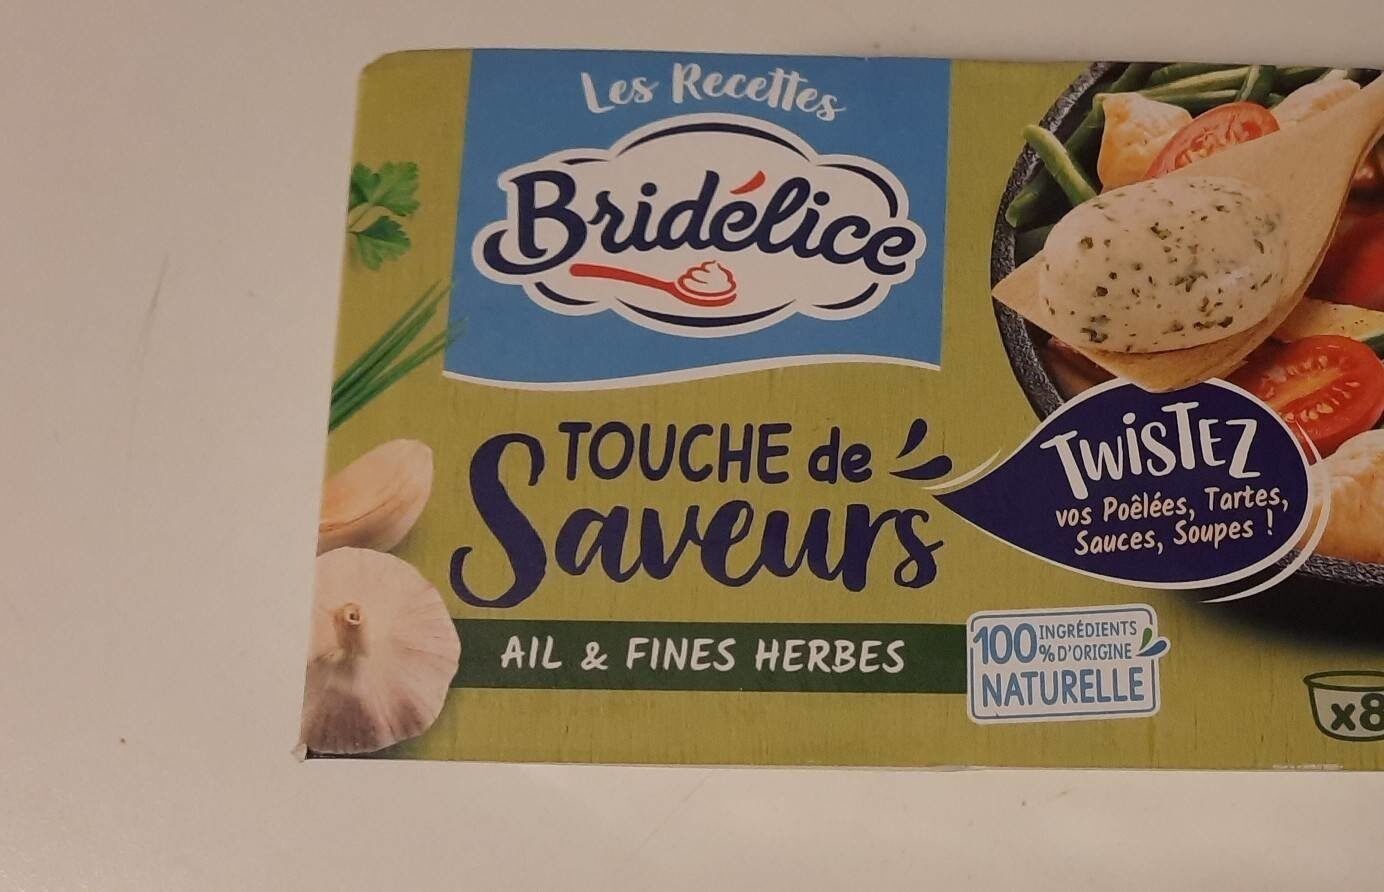 Les Recettes
Bridélice
TOUCHE de
Saveurs
TWISTEZ
vos Poêlées, Tartes,
Sauces, Soupes !
AIL & FINES HERBES
100 INGRÉDIENTS
% D'ORIGINE
NATURELLE
x8